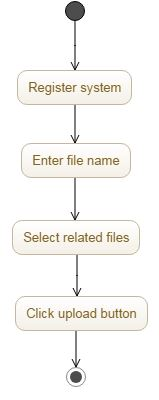 Register system
Enter file name
Select related files
Click upload button